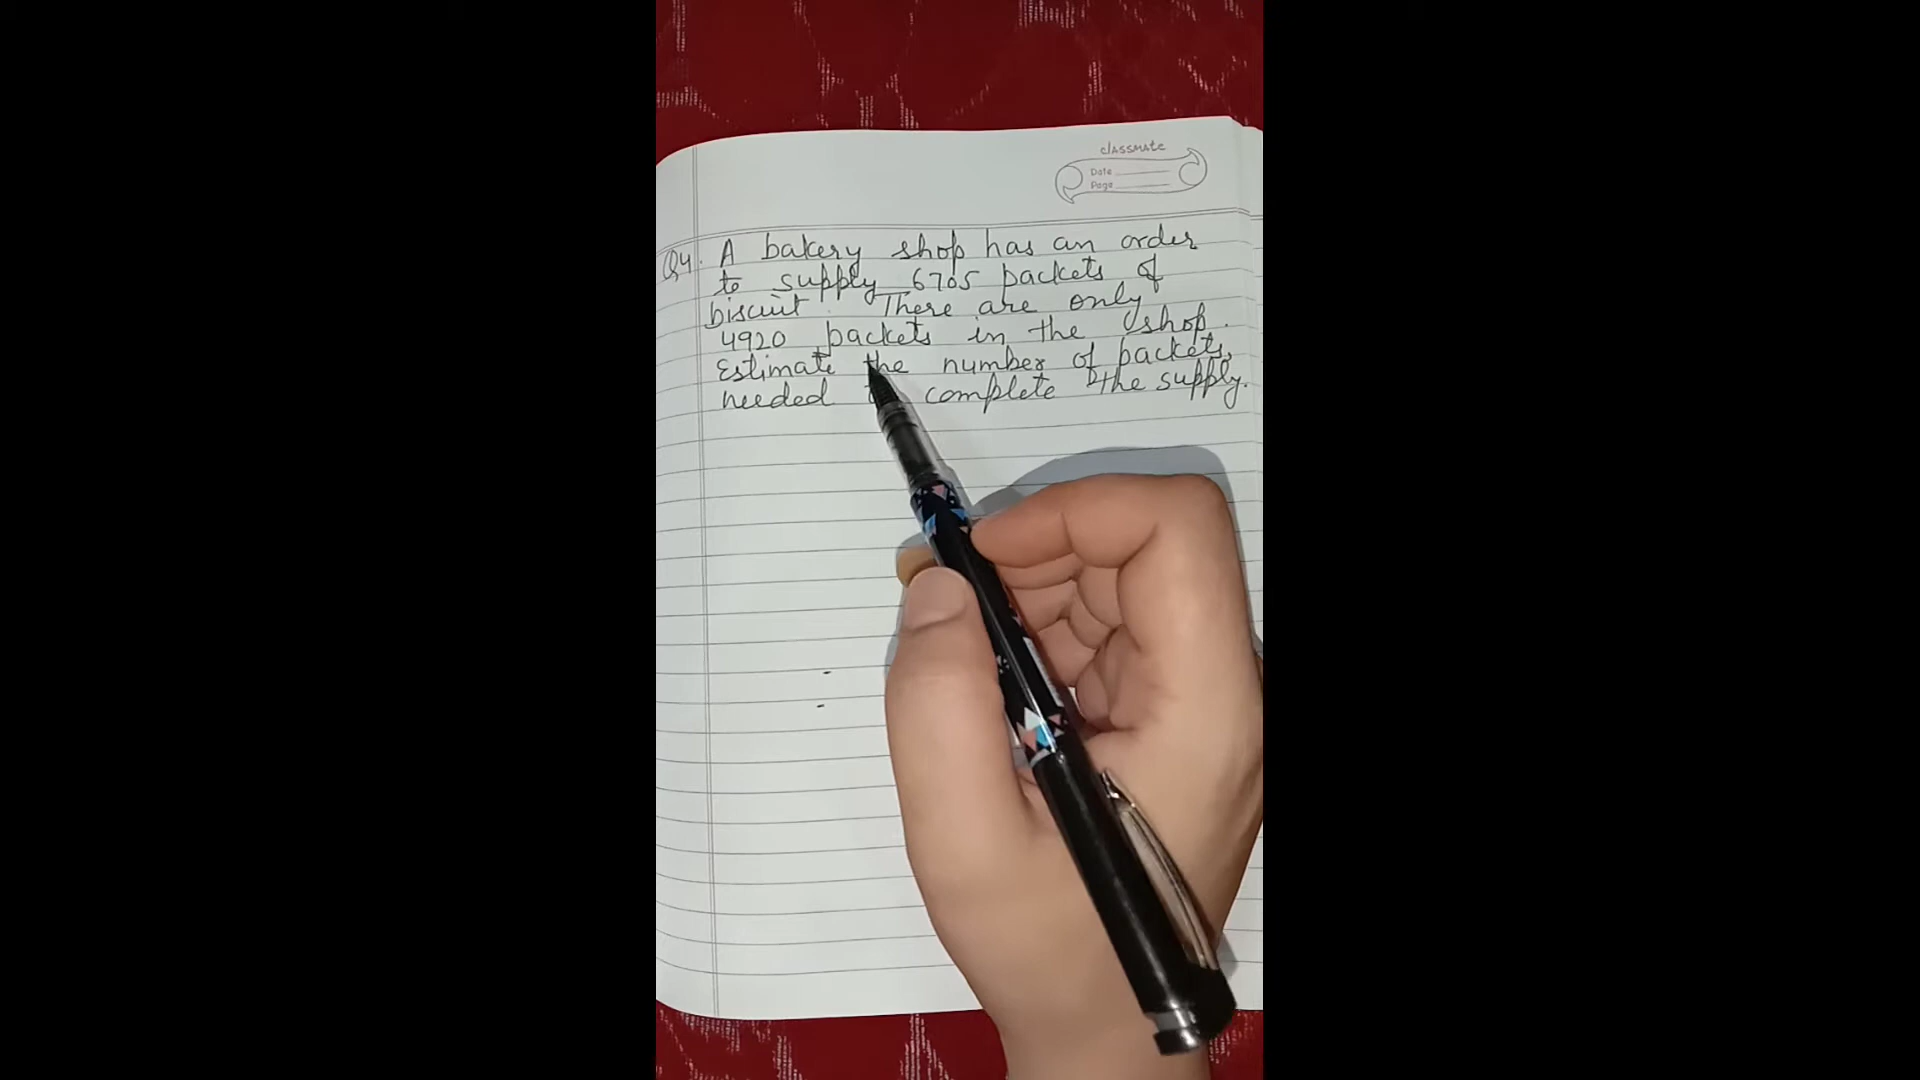 classmate
Date
Page
Q4. A bakery shop has an order
to supply 6705 packets of
biscuit. There are only
4920 packets in the shop.
Estimate the number of packets
needed complete the supply.